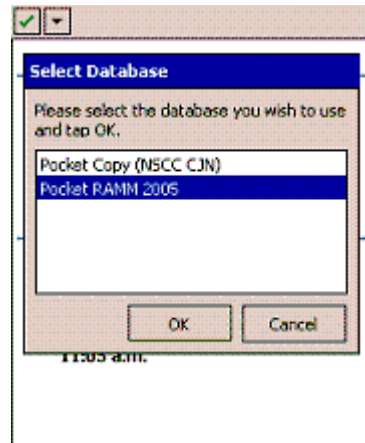 Select Database
Please select the database you wish to use
and tap OK.
Pocket Copy (NSCC CJN)
Pocket RAMM 2005
OK
Cancel
11:05 a.m.